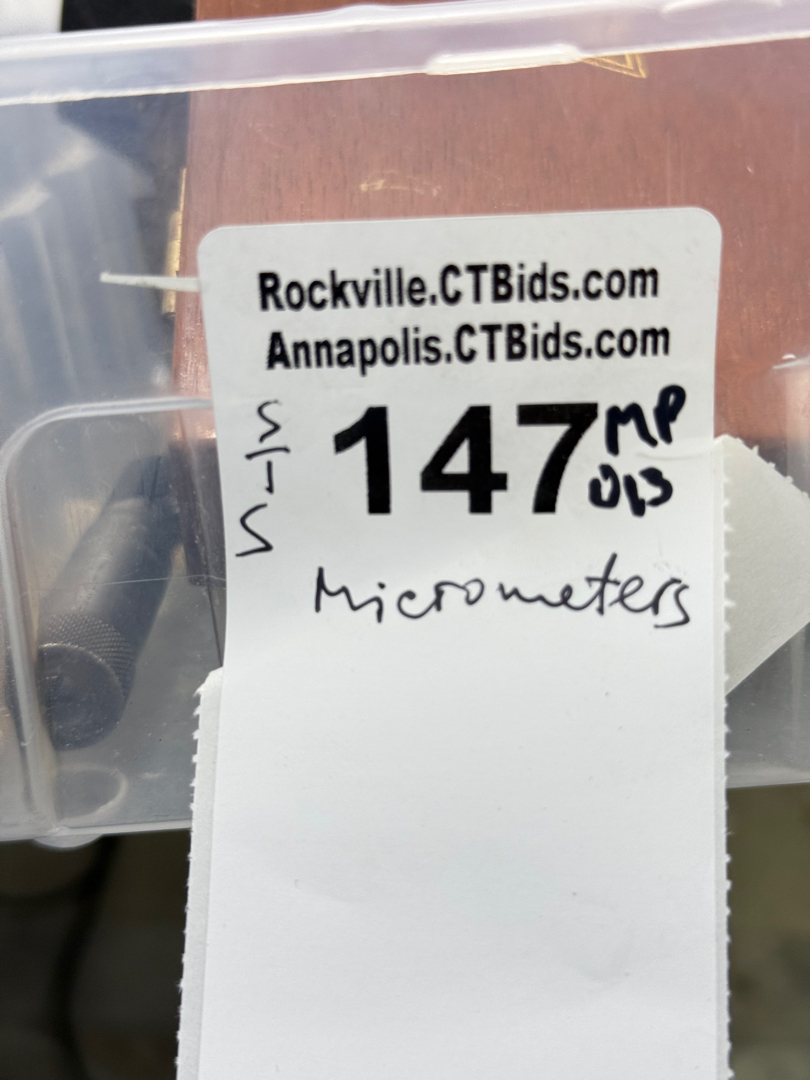 Rockville.CTBids.com
Annapolis.CTBids.com
147 MP
013
Micrometers